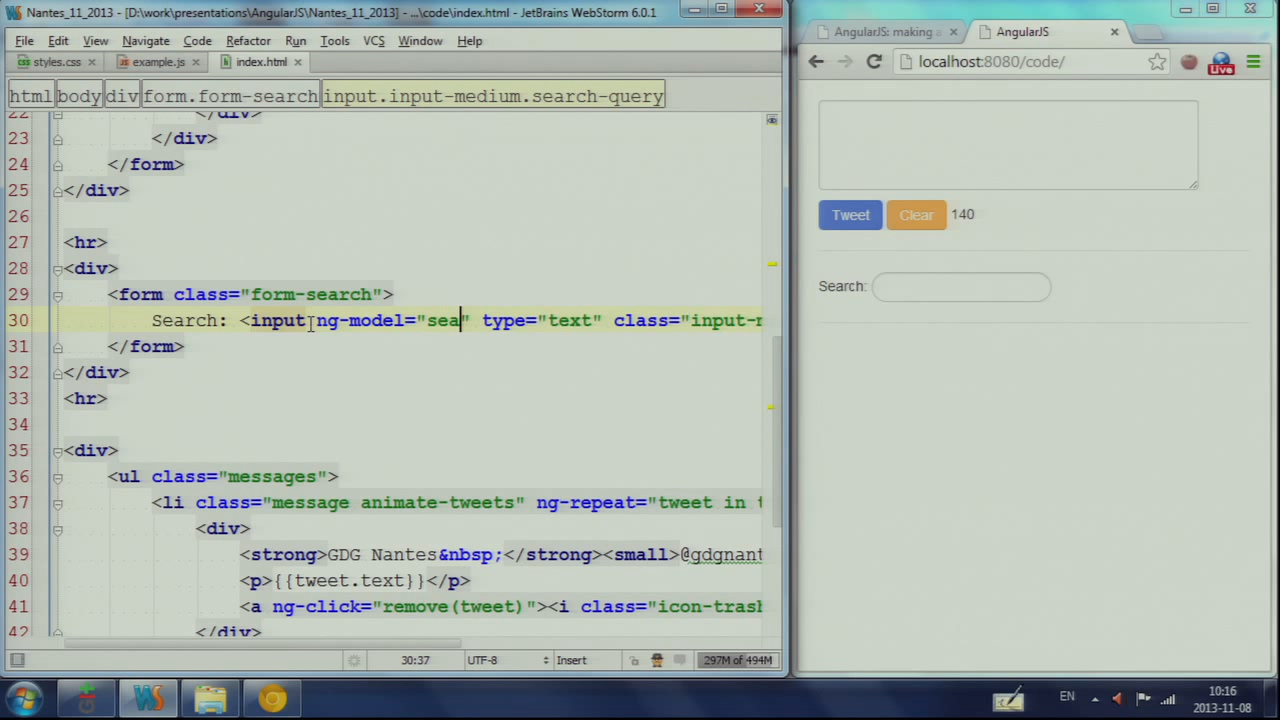 Nantes_11_2013 - [D:\work\presentations\AngularJS\Nantes_11_2013] - ...\code\index.html - JetBrains WebStorm 6.0.1
File Edit View Navigate Code Refactor Run Tools VCS Window Help
styles.css example.js index.html
html body div form.form-search input.input-medium.search-query
22 </div>
23 </div>
24 </form>
25 </div>
26
27 <hr>
28 <div>
29 <form class="form-search">
30 Search: <input ng-model="sea" type="text" class="input-m
31 </form>
32 </div>
33 <hr>
34
35 <div>
36 <ul class="messages">
37 <li class="message animate-tweets" ng-repeat="tweet in t
38 <div>
39 <strong>GDG Nantes&nbsp;</strong><small>@gdgnant
40 <p>{{tweet.text}}</p>
41 <a ng-click="remove(tweet)"><i class="icon-trash
42 </div>
30:37 UTF-8 Insert 297M of 494M
AngularJS: making a AngularJS
localhost:8080/code/
Live
Tweet Clear 140
Search:
EN 10:16
2013-11-08